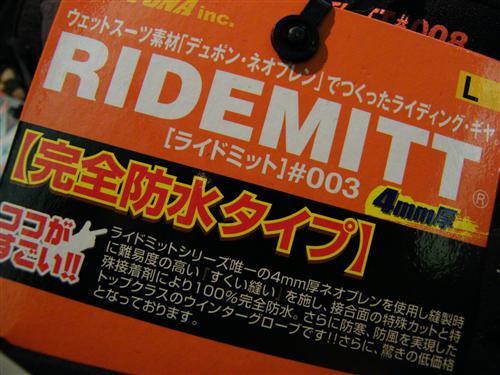 inc.
ウェットスーツ素材「デュポン・ネオプレン」でつくったライディング・ギヤ
L
RIDEMITT®
[ライドミット]#003
4mm厚
【完全防水タイプ】
ココが
すごい!!
ライドミットシリーズ唯一の4mm厚ネオプレンを使用し縫製時
に難易度の高い『すくい縫い』を施し、接合面の特殊カットと特
殊接着剤により100%完全防水。さらに防寒、防風を実現した
トップクラスのウインターグローブです!!さらに、驚きの低価格
となっております。